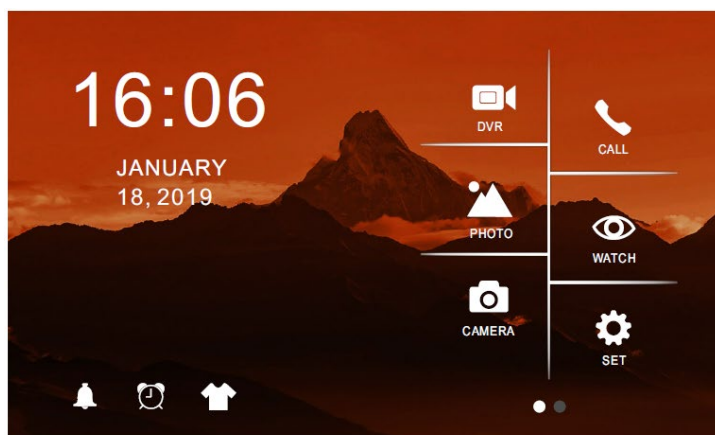 16:06
JANUARY
18, 2019
DVR
CALL
PHOTO
WATCH
CAMERA
SET